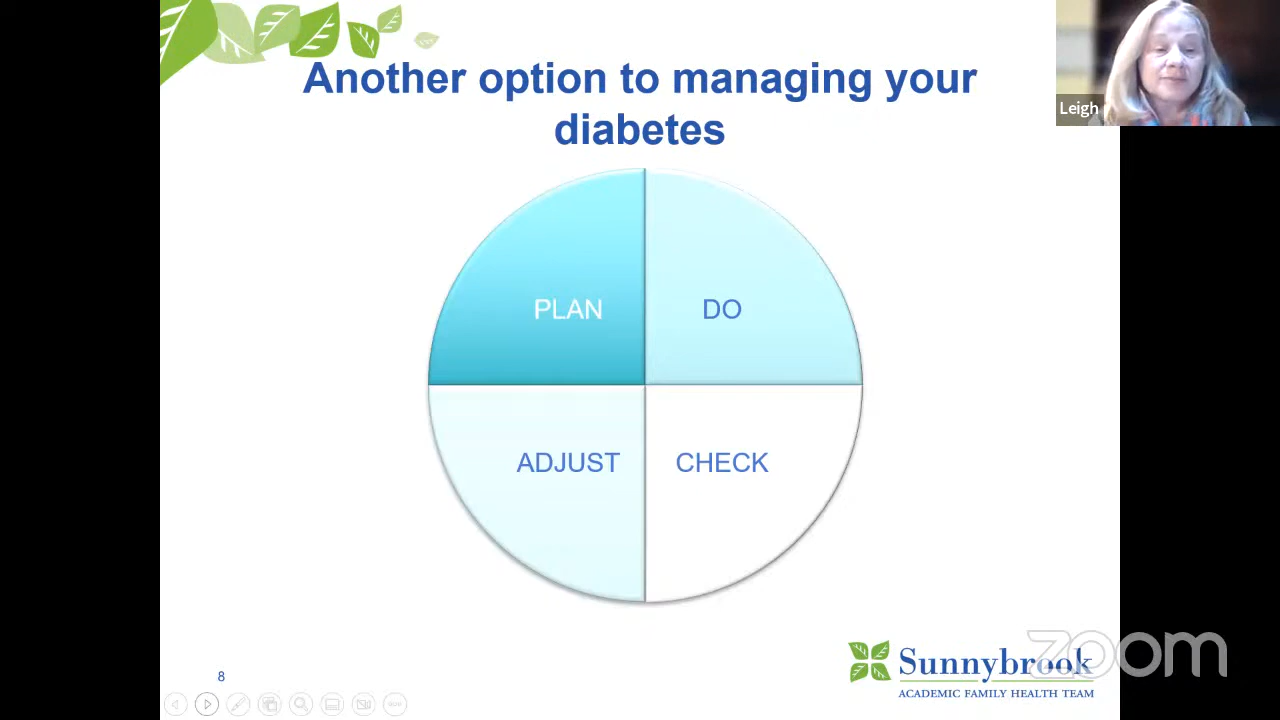 Another option to managing your
diabetes
Leigh
PLAN
DO
ADJUST
CHECK
8
Sunnybrook
ACADEMIC FAMILY HEALTH TEAM
zoom